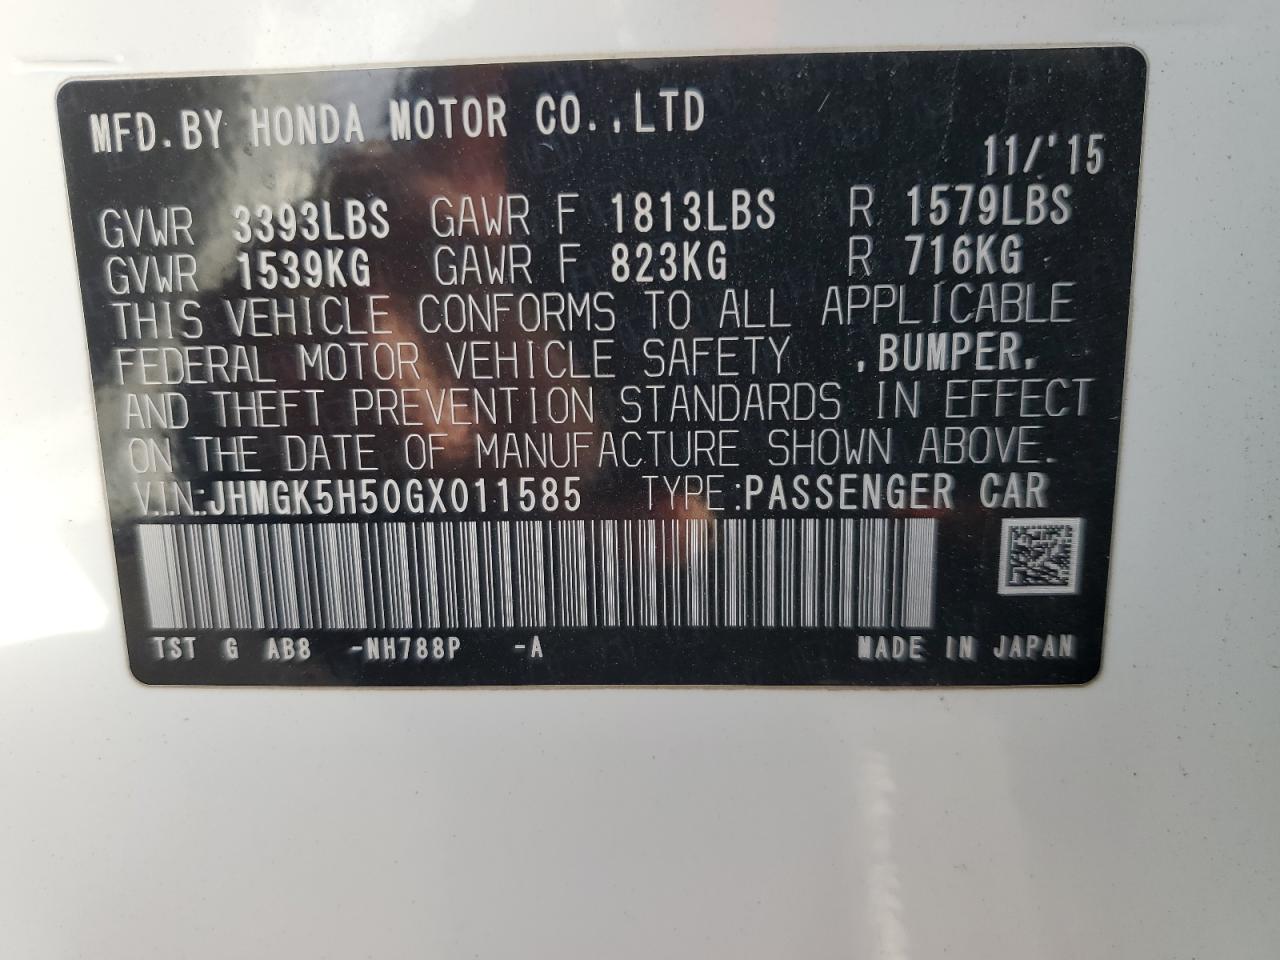 MFD.BY HONDA MOTOR CO.,LTD
11/'15
GVWR 3393LBS GAWR F 1813LBS R 1579LBS
GVWR 1539KG GAWR F 823KG R 716KG
THIS VEHICLE CONFORMS TO ALL APPLICABLE
FEDERAL MOTOR VEHICLE SAFETY ,BUMPER,
AND THEFT PREVENTION STANDARDS IN EFFECT
ON THE DATE OF MANUFACTURE SHOWN ABOVE.
VIN:JHMGK5H50GX011585 TYPE:PASSENGER CAR
TST G AB8 -NH788P -A MADE IN JAPAN